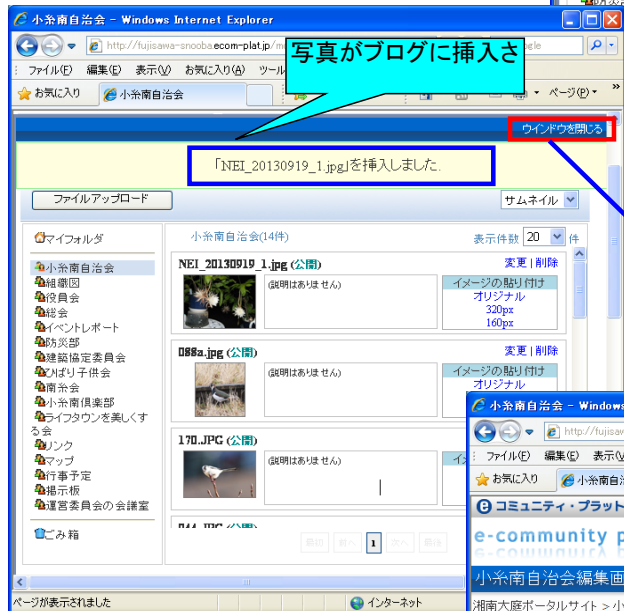 小糸南自治会 - Windows Internet Explorer
http://fujisawa-snooba.ecom-plat.jp/m
写真がブログに挿入さ
ファイル(F) 編集(E) 表示(V) お気に入り(A) ツール
お気に入り 小糸南自治会 ページ(P)
ウインドウを閉じる
「NEI_20130919_1.jpg」を挿入しました.
ファイルアップロード サムネイル
マイフォルダ
小糸南自治会
組織図
役員会
総会
イベントレポート
防災部
建築協定委員会
ひばり子供会
南糸会
小糸南倶楽部
ライフタウンを美しくす
る会
リンク
マップ
行事予定
掲示板
運営委員会の会議室
ごみ箱
小糸南自治会(14件) 表示件数 20 件
NEI_20130919_1.jpg (公開) 変更 | 削除
(説明はありません) イメージの貼り付け
オリジナル
320px
160px
088a.jpg (公開) 変更 | 削除
(説明はありません) イメージの貼り付け
オリジナル
170.JPG (公開)
(説明はありません)
最初 前へ 1 次へ 最後
ページが表示されました インターネット
小糸南自治会 - Windows
http://fujisaw
ファイル(F) 編集(E) 表示(V
お気に入り 小糸南自治
コミュニティ・プラット
e-community p
小糸南自治会編集画
湘南大庭ポータルサイト > 小